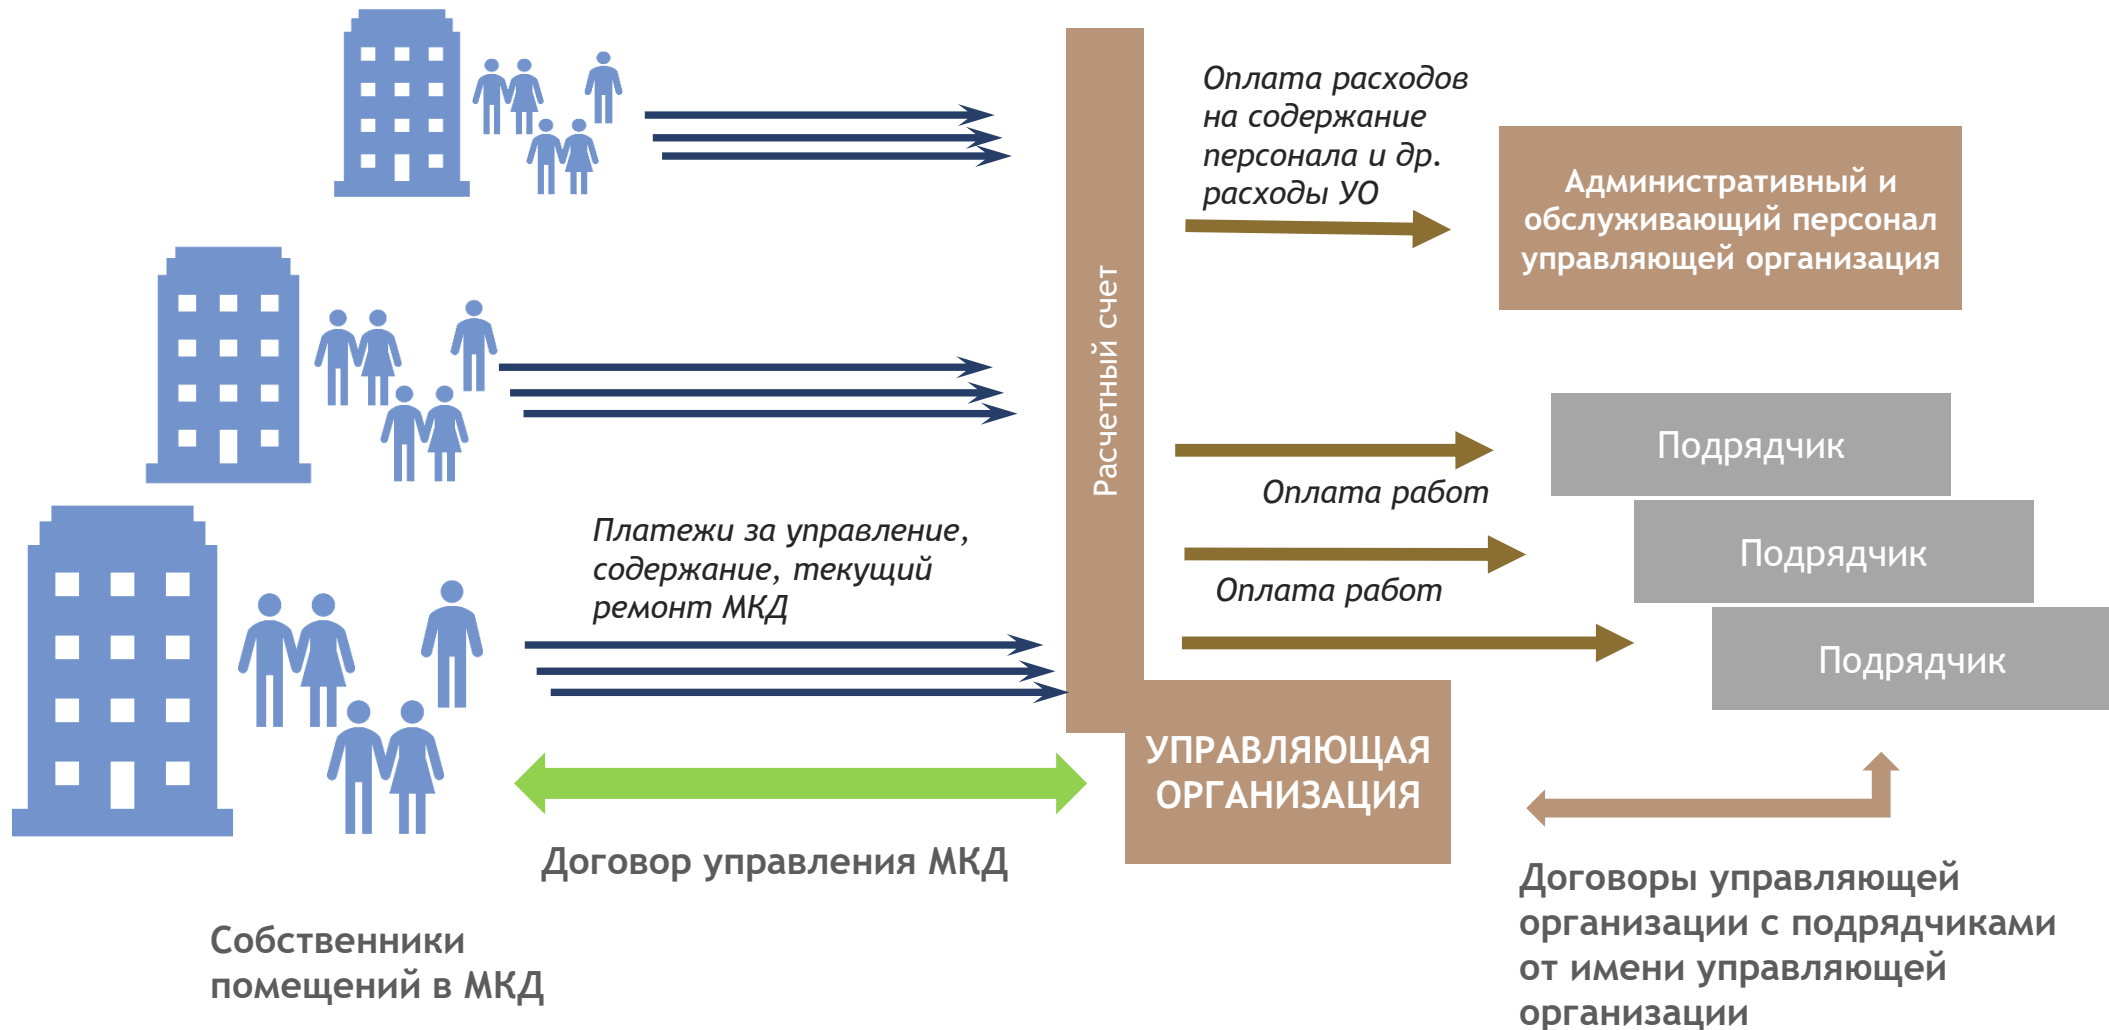 Оплата расходов
на содержание
персонала и др.
расходы УО
Административный и
обслуживающий персонал
управляющей организация
Расчетный счет
Подрядчик
Оплата работ
Подрядчик
Оплата работ
Подрядчик
Платежи за управление,
содержание, текущий
ремонт МКД
УПРАВЛЯЮЩАЯ
ОРГАНИЗАЦИЯ
Договор управления МКД
Собственники
помещений в МКД
Договоры управляющей
организации с подрядчиками
от имени управляющей
организации